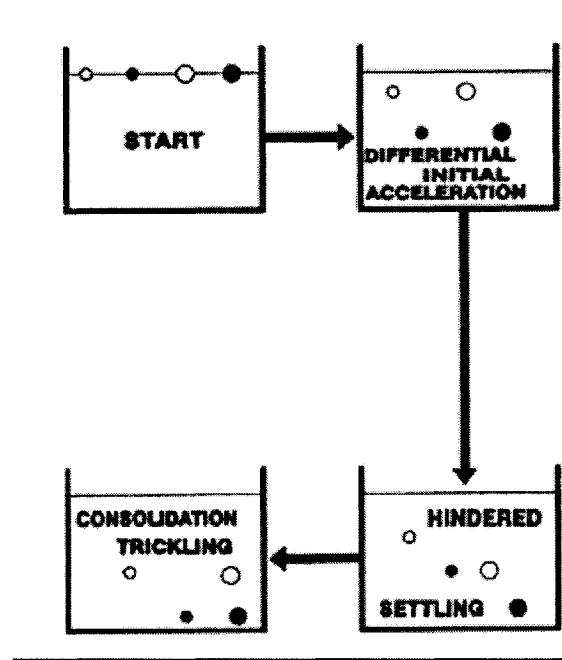 START
DIFFERENTIAL
INITIAL
ACCELERATION
HINDERED
SETTLING
CONSOLIDATION
TRICKLING